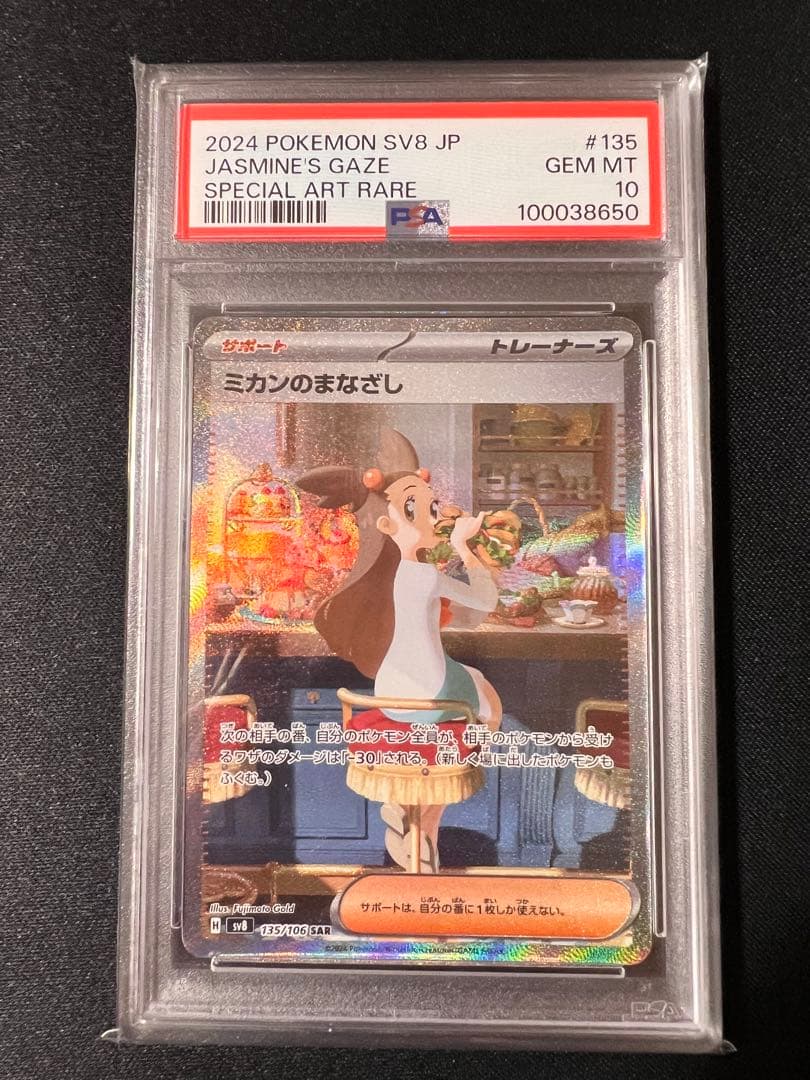 2024 POKEMON SV8 JP #135
JASMINE'S GAZE GEM MT
SPECIAL ART RARE 10
PSA 100038650
サポート トレーナーズ
ミカンのまなざし
次の相手の番、自分のポケモン全員が、相手のポケモンから受け
るワザのダメージは「-30」される。（新しく場に出したポケモンも
ふくむ。）
サポートは、自分の番に1枚しか使えない。
Illus. Fujimoto Gold
H sv8 135/106 SAR
©2024 Pokémon